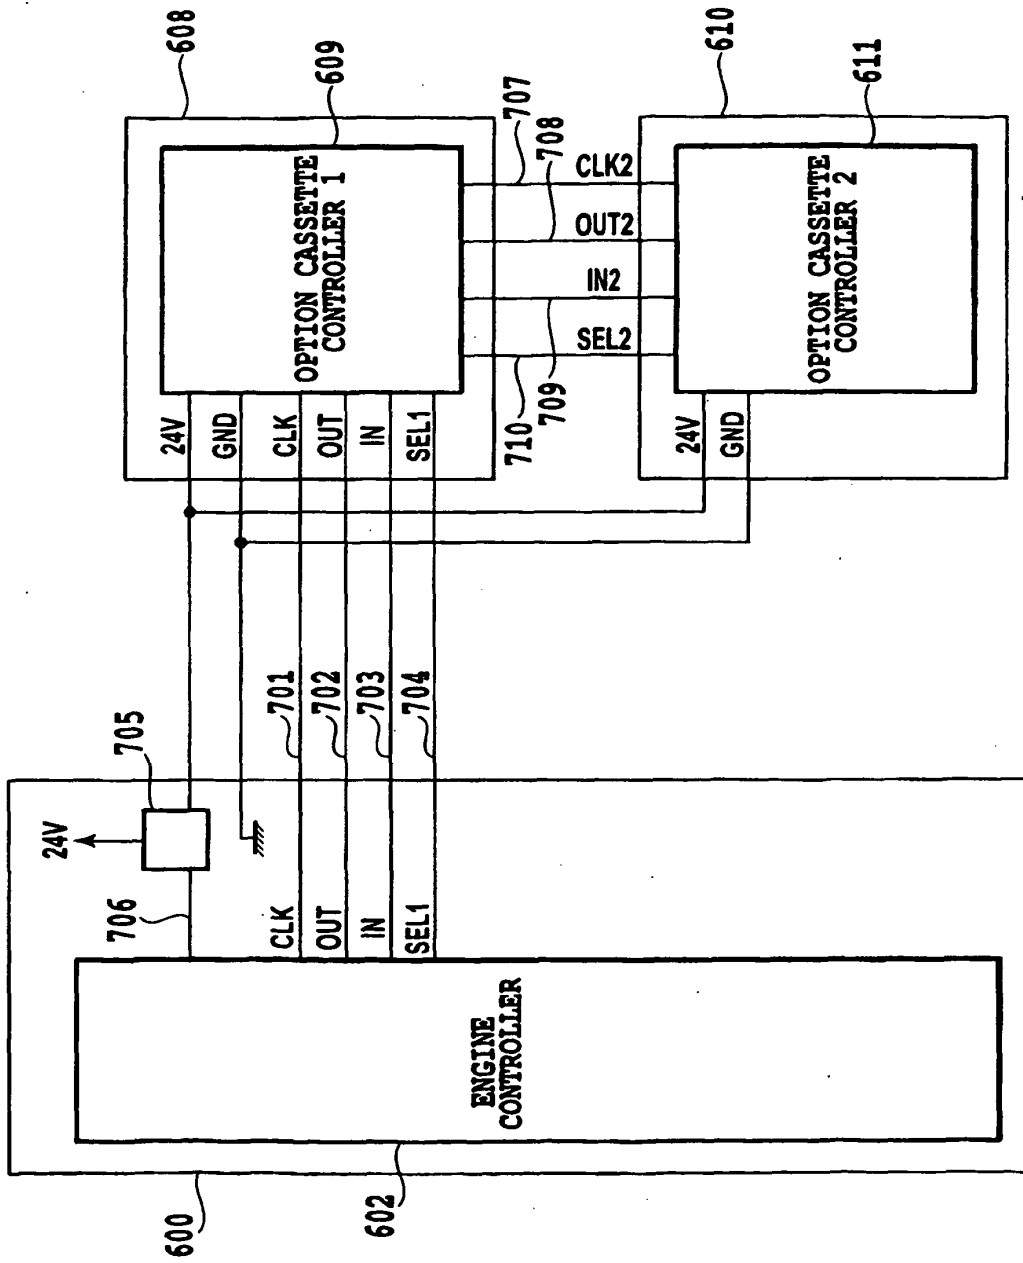 600
602
ENGINE
CONTROLLER
706
24V
705
CLK
OUT
IN
SEL1
701
702
703
704
24V
GND
CLK
OUT
IN
SEL1
OPTION CASSETTE
CONTROLLER 1
608
609
710
709
708
707
SEL2
IN2
OUT2
CLK2
24V
GND
OPTION CASSETTE
CONTROLLER 2
610
611